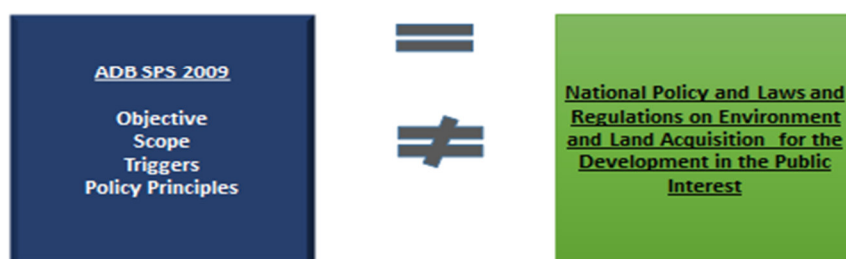 ADB SPS 2009
Objective
Scope
Triggers
Policy Principles
=
≠
National Policy and Laws and
Regulations on Environment
and Land Acquisition for the
Development in the Public
Interest